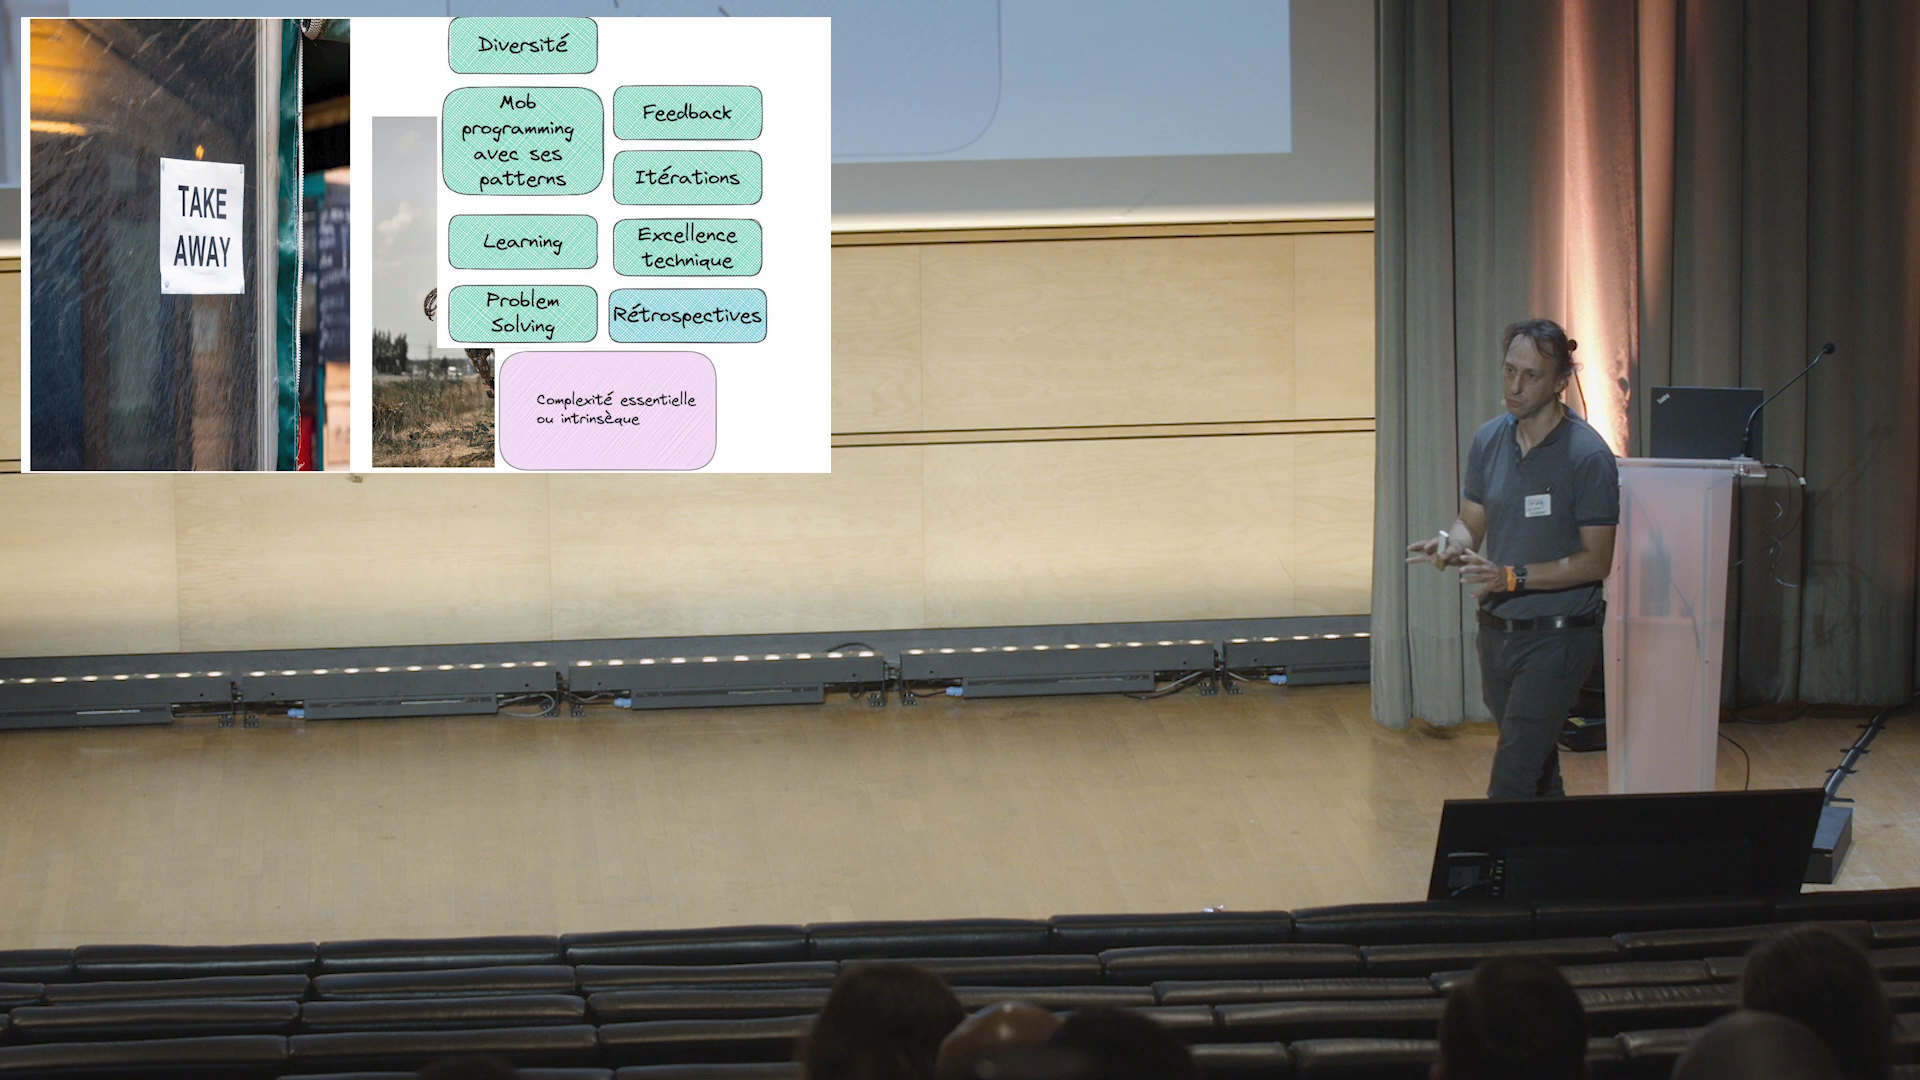 TAKE
AWAY
Diversité
Mob
programming
avec ses
patterns
Feedback
Itérations
Learning
Excellence
technique
Problem
Solving
Rétrospectives
Complexité essentielle
ou intrinsèque